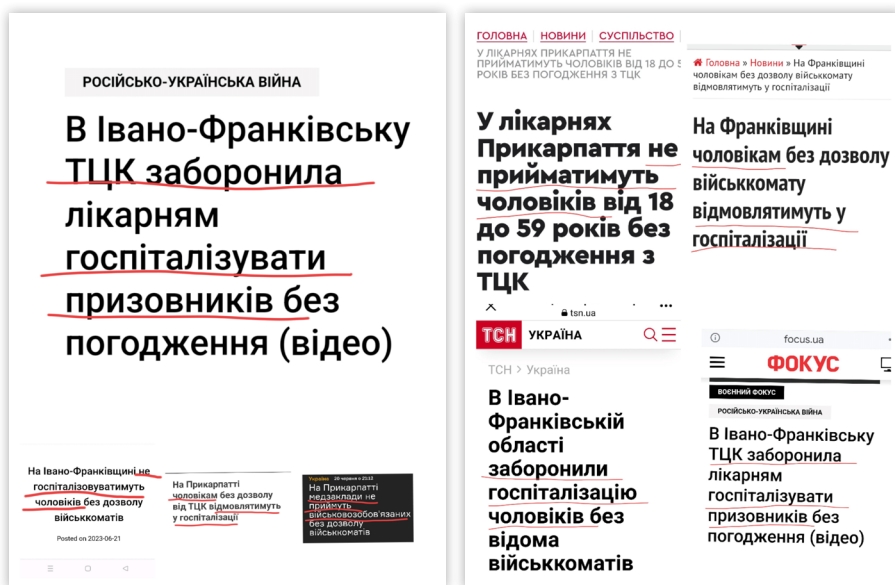 РОСІЙСЬКО-УКРАЇНСЬКА ВІЙНА
В Івано-Франківську
ТЦК заборонила
лікарням
госпіталізувати
призовників без
погодження (відео)
На Івано-Франківщині не
госпіталізовуватимуть
чоловіків без дозволу
військкоматів
Posted on 2023-06-21
На Прикарпатті
чоловікам без дозволу
від ТЦК відмовлятимуть
у госпіталізації
Україна 20 червня о 21:12
На Прикарпатті
медзаклади не
приймуть
військовозобов'язаних
без дозволу
військкоматів
ГОЛОВНА НОВИНИ СУСПІЛЬСТВО
У ЛІКАРНЯХ ПРИКАРПАТТЯ НЕ
ПРИЙМАТИМУТЬ ЧОЛОВІКІВ ВІД 18 ДО
РОКІВ БЕЗ ПОГОДЖЕННЯ З ТЦК
У лікарнях
Прикарпаття не
прийматимуть
чоловіків від 18
до 59 років без
погодження з
ТЦК
Головна » Новини » На Франківщині
чоловікам без дозволу військкомату
відмовлятимуть у госпіталізації
На Франківщині
чоловікам без дозволу
військкомату
відмовлятимуть у
госпіталізації
tsn.ua
ТСН УКРАЇНА
ТСН > Україна
В Івано-
Франківській
області
заборонили
госпіталізацію
чоловіків без
відома
військкоматів
focus.ua
ФОКУС
ВОЄННИЙ ФОКУС
РОСІЙСЬКО-УКРАЇНСЬКА ВІЙНА
В Івано-Франківську
ТЦК заборонила
лікарням
госпіталізувати
призовників без
погодження (відео)